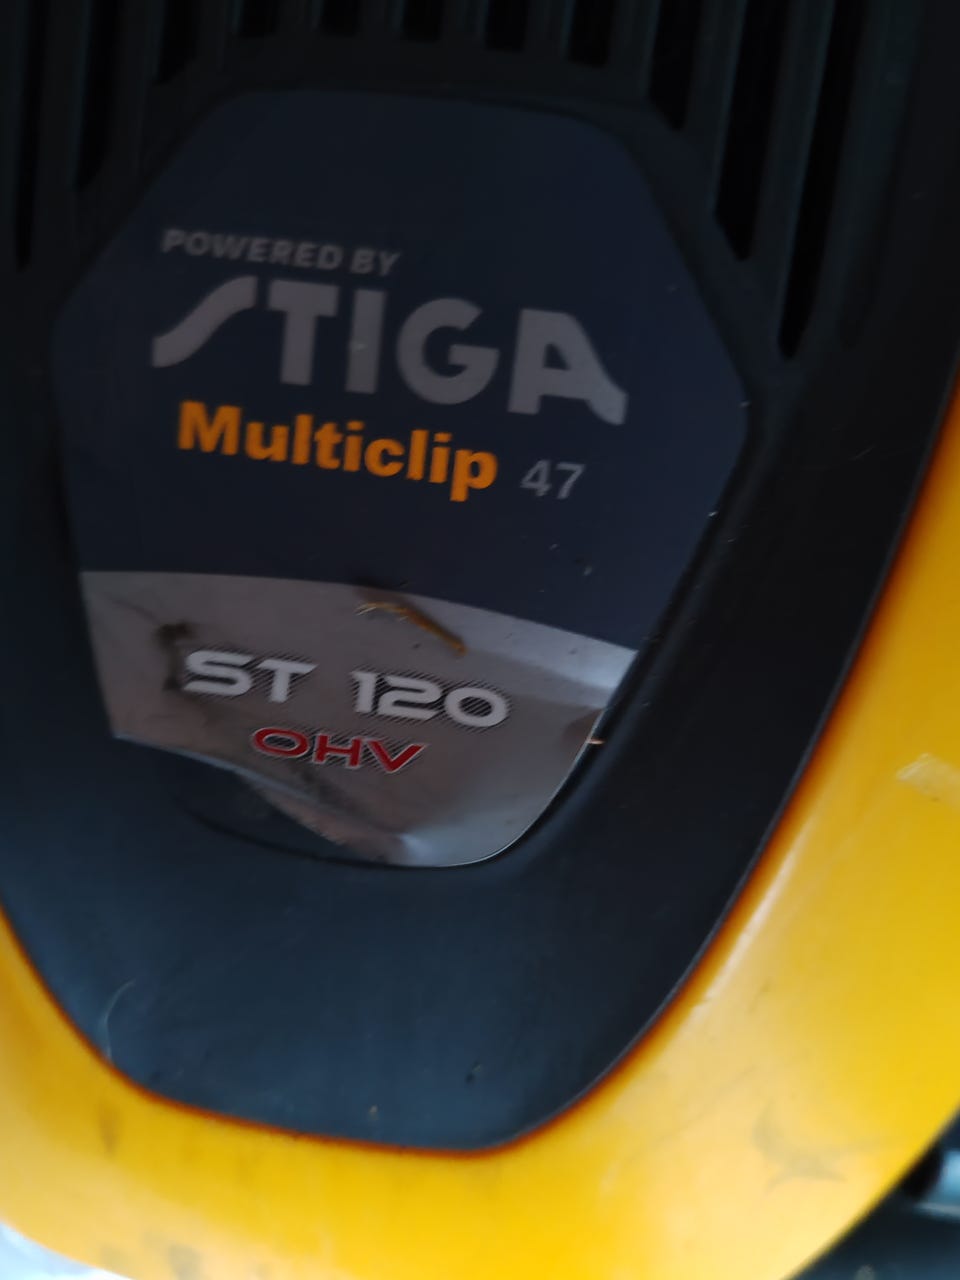 POWERED BY
STIGA
Multiclip 47
ST 120
OHV